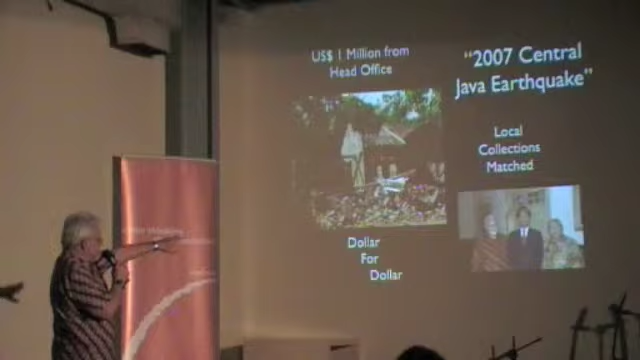 US$ 1 Million from
Head Office
"2007 Central
Java Earthquake"
Local
Collections
Matched
Dollar
For
Dollar